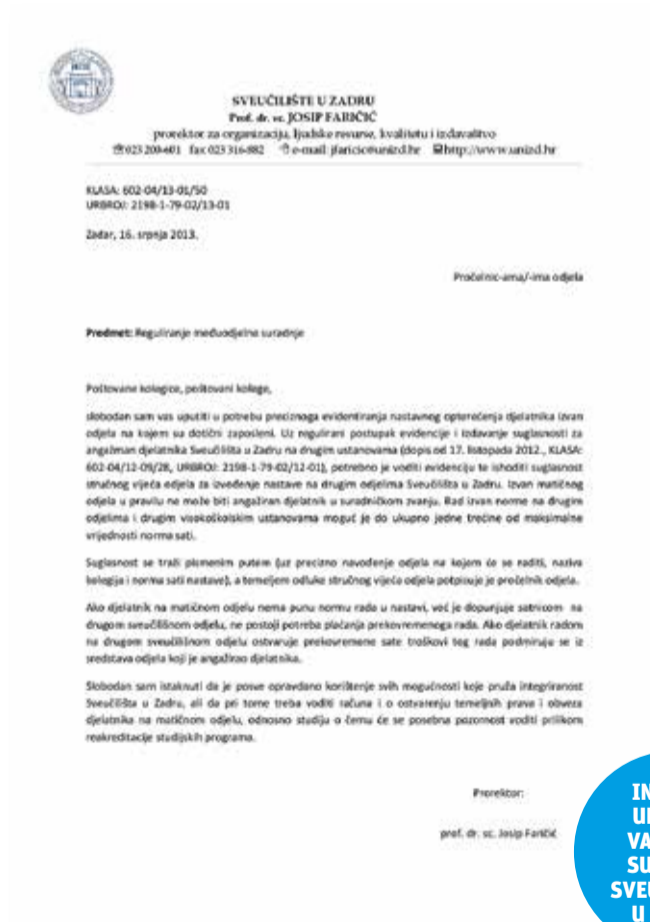 SVEUČILIŠTE U ZADRU
Prof. dr. sc. JOSIP FARIČIĆ
prorektor za organizaciju, ljudske resurse, kvalitetu i izdavaštvo
☎023 200-601 fax 023 316-882 e-mail jfaricic@unizd.hr http://www.unizd.hr
KLASA: 602-04/13-01/50
URBROJ: 2198-1-79-02/13-01
Zadar, 16. srpnja 2013.
Pročelnic-ama/-ima odjela
Predmet: Reguliranje međuodjelne suradnje
Poštovane kolegice, poštovani kolege,
slobodan sam vas uputiti u potrebu preciznoga evidentiranja nastavnog opterećenja djelatnika izvan
odjela na kojem su dotični zaposleni. Uz regulirani postupak evidencije i izdavanje suglasnosti za
angažman djelatnika Sveučilišta u Zadru na drugim ustanovama (dopis od 17. listopada 2012., KLASA:
602-04/12-09/28, URBROJ: 2198-1-79-02/12-01), potrebno je voditi evidenciju te ishoditi suglasnost
stručnog vijeća odjela za izvođenje nastave na drugim odjelima Sveučilišta u Zadru. Izvan matičnog
odjela u pravilu ne može biti angažiran djelatnik u suradničkom zvanju. Rad izvan norme na drugim
odjelima i drugim visokoškolskim ustanovama moguć je do ukupno jedne trećine od maksimalne
vrijednosti norma sati.
Suglasnost se traži pismenim putem (uz precizno navođenje odjela na kojem će se raditi, naziva
kolegija i norma sati nastave), a temeljem odluke stručnog vijeća odjela potpisuje je pročelnik odjela.
Ako djelatnik na matičnom odjelu nema punu normu rada u nastavi, već je dopunjuje satnicom na
drugom sveučilišnom odjelu, ne postoji potreba plaćanja prekovremenoga rada. Ako djelatnik radom
na drugom sveučilišnom odjelu ostvaruje prekovremene sate troškovi tog rada podmiruju se iz
sredstava odjela koji je angažirao djelatnika.
Slobodan sam istaknuti da je posve opravdano korištenje svih mogućnosti koje pruža integriranost
Sveučilišta u Zadru, ali da pri tome treba voditi računa i o ostvarenju temeljnih prava i obveza
djelatnika na matičnom odjelu, odnosno studiju o čemu će se posebna pozornost voditi prilikom
reakreditacije studijskih programa.
Prorektor:
prof. dr. sc. Josip Faričić
IN
U
VA
SU
SVEU
U